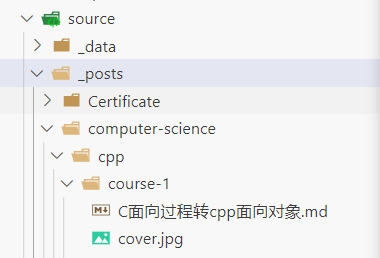 source
_data
_posts
Certificate
computer-science
cpp
course-1
C面向过程转cpp面向对象.md
cover.jpg